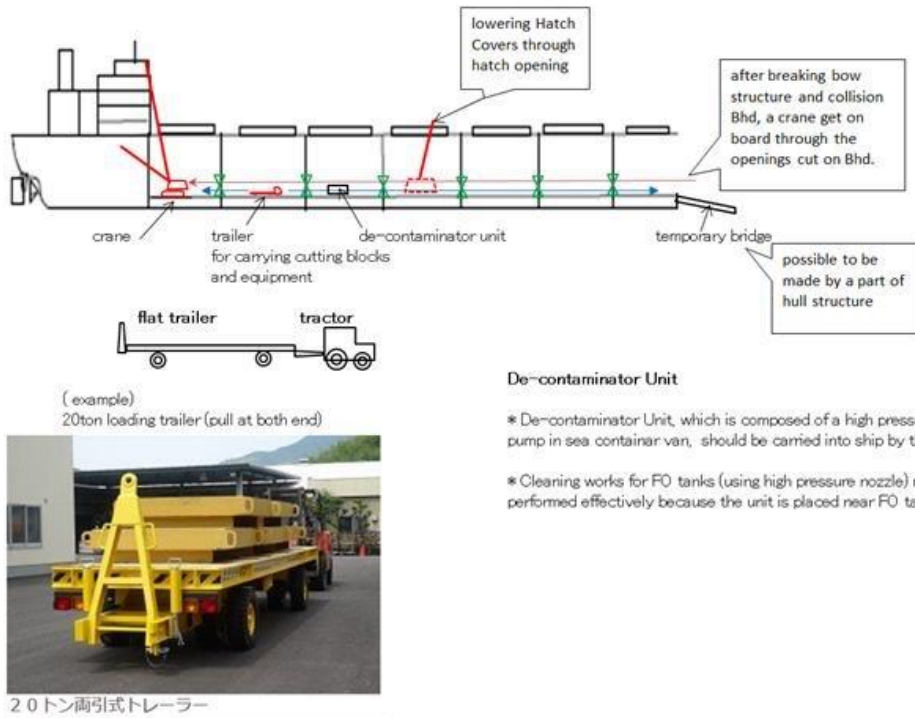 lowering Hatch
Covers through
hatch opening
after breaking bow
structure and collision
Bhd, a crane get on
board through the
openings cut on Bhd.
crane
trailer
for carrying cutting blocks
and equipment
de-contaminator unit
temporary bridge
possible to be
made by a part of
hull structure
flat trailer
tractor
( example)
20ton loading trailer (pull at both end)
De-contaminator Unit
* De-contaminator Unit, which is composed of a high press
pump in sea containar van, should be carried into ship by t
* Cleaning works for FO tanks (using high pressure nozzle)
performed effectively because the unit is placed near FO ta
20トン両引式トレーラー